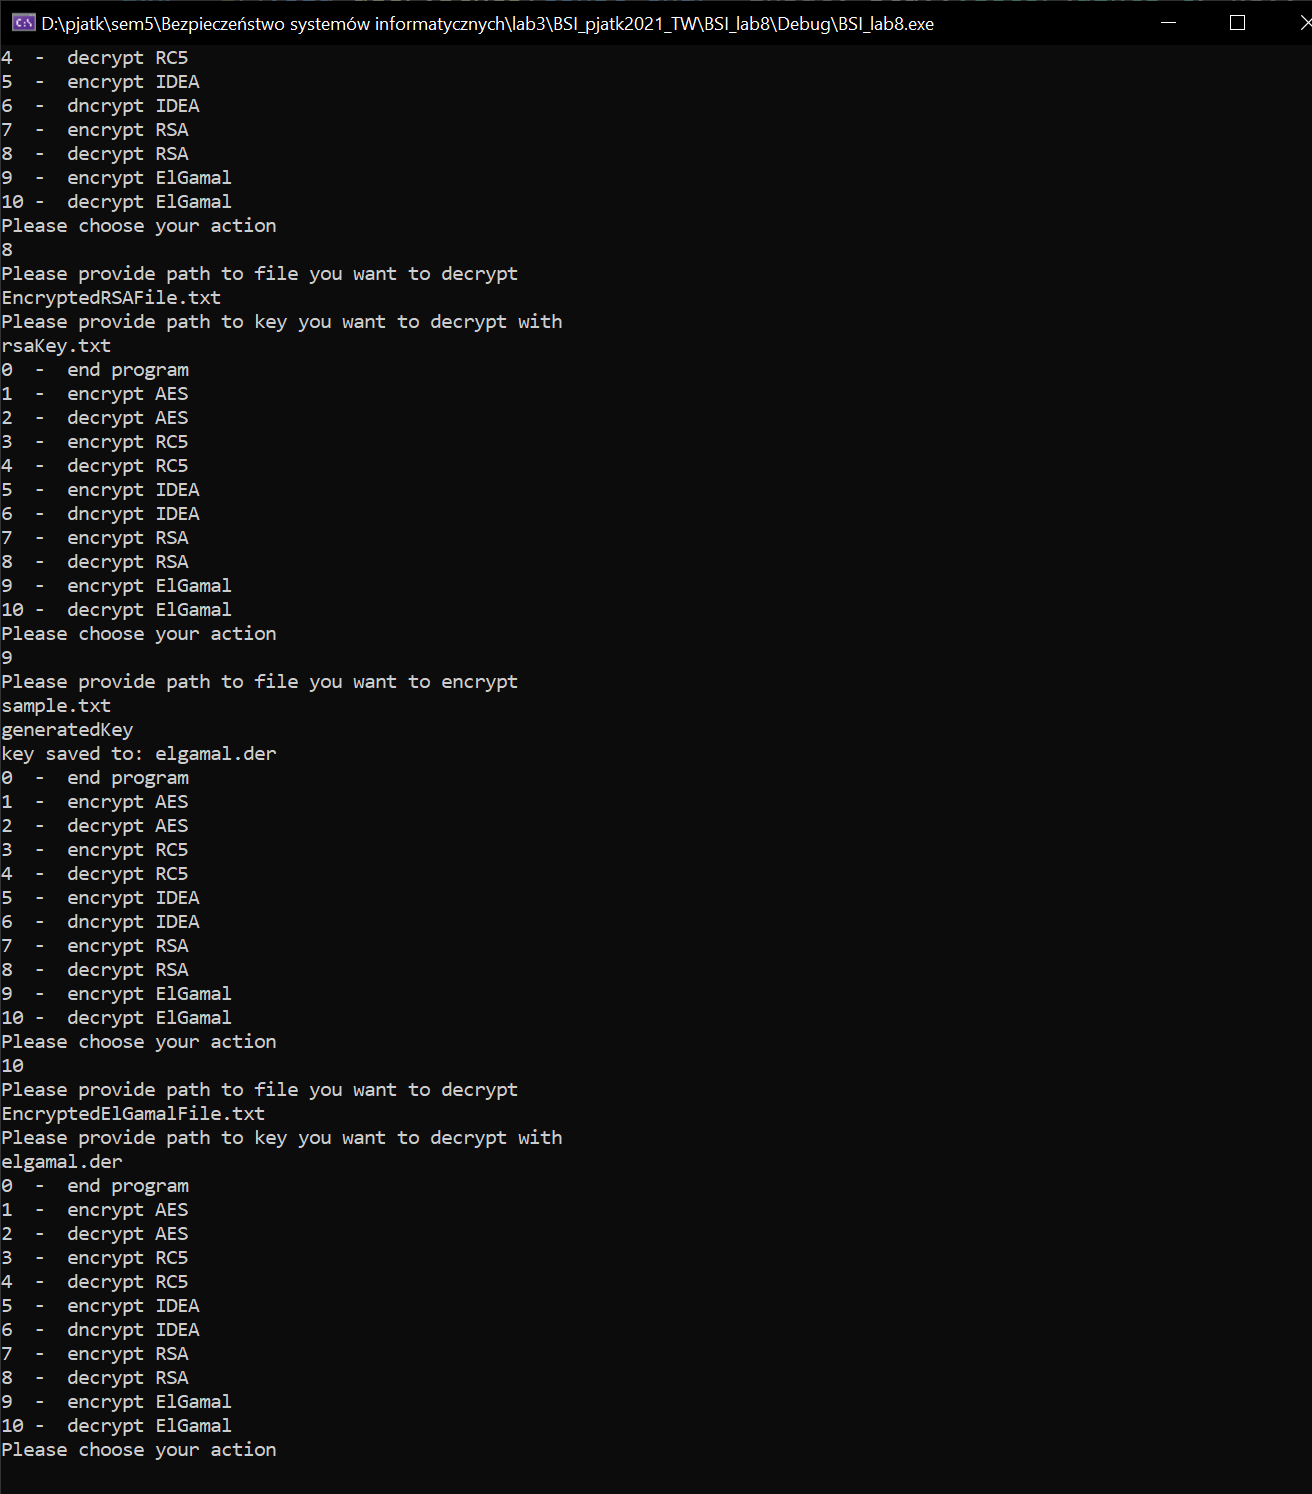 D:\pjatk\sem5\Bezpieczeństwo systemów informatycznych\lab3\BSI_pjatk2021_TW\BSI_lab8\Debug\BSI_lab8.exe
4  -  decrypt RC5
5  -  encrypt IDEA
6  -  dncrypt IDEA
7  -  encrypt RSA
8  -  decrypt RSA
9  -  encrypt ElGamal
10 -  decrypt ElGamal
Please choose your action
8
Please provide path to file you want to decrypt
EncryptedRSAFile.txt
Please provide path to key you want to decrypt with
rsaKey.txt
0  -  end program
1  -  encrypt AES
2  -  decrypt AES
3  -  encrypt RC5
4  -  decrypt RC5
5  -  encrypt IDEA
6  -  dncrypt IDEA
7  -  encrypt RSA
8  -  decrypt RSA
9  -  encrypt ElGamal
10 -  decrypt ElGamal
Please choose your action
9
Please provide path to file you want to encrypt
sample.txt
generatedKey
key saved to: elgamal.der
0  -  end program
1  -  encrypt AES
2  -  decrypt AES
3  -  encrypt RC5
4  -  decrypt RC5
5  -  encrypt IDEA
6  -  dncrypt IDEA
7  -  encrypt RSA
8  -  decrypt RSA
9  -  encrypt ElGamal
10 -  decrypt ElGamal
Please choose your action
10
Please provide path to file you want to decrypt
EncryptedElGamalFile.txt
Please provide path to key you want to decrypt with
elgamal.der
0  -  end program
1  -  encrypt AES
2  -  decrypt AES
3  -  encrypt RC5
4  -  decrypt RC5
5  -  encrypt IDEA
6  -  dncrypt IDEA
7  -  encrypt RSA
8  -  decrypt RSA
9  -  encrypt ElGamal
10 -  decrypt ElGamal
Please choose your action